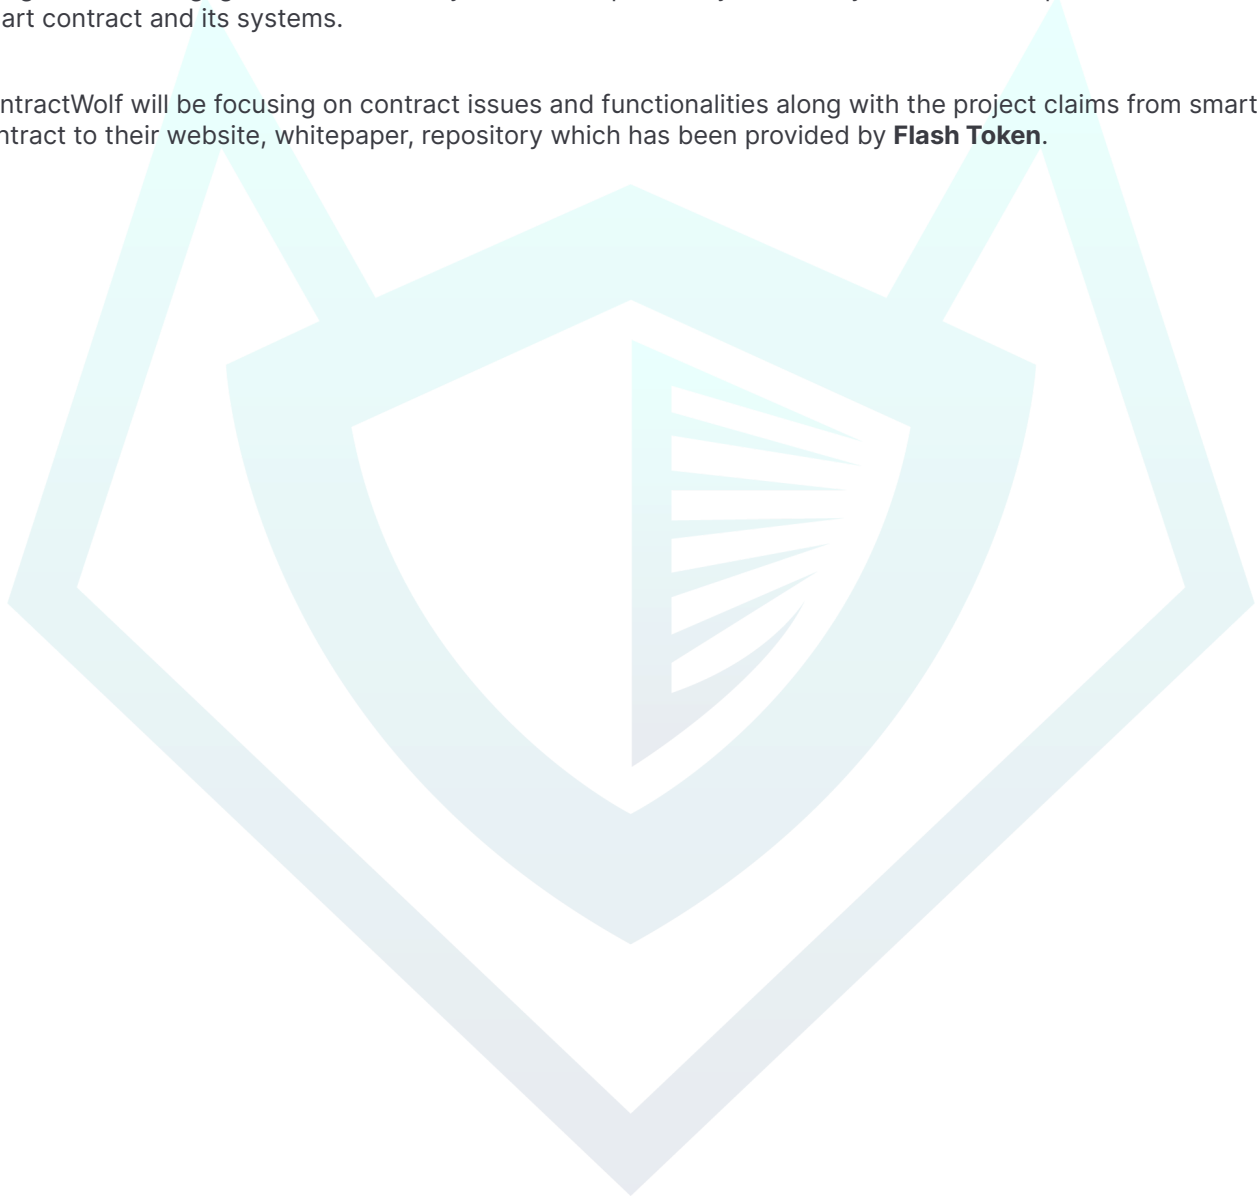 art contract and its systems.
ntractWolf will be focusing on contract issues and functionalities along with the project claims from smart
ntract to their website, whitepaper, repository which has been provided by Flash Token.